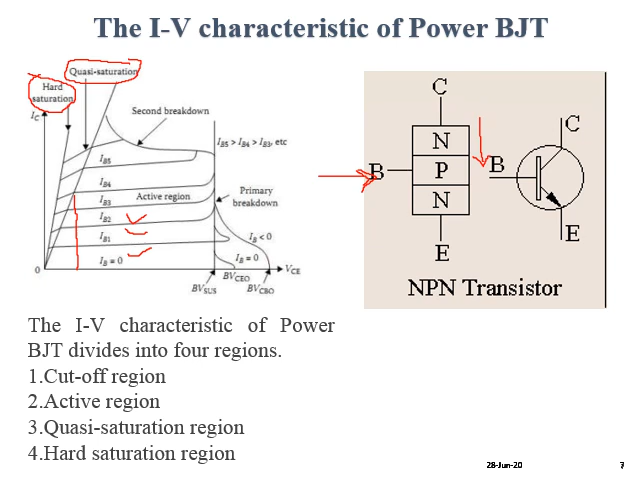 The I-V characteristic of Power BJT
Quasi-saturation
Hard
saturation
Second breakdown
IC
IB5 > IB4 > IB3, etc
IB5
IB4
IB3
Active region
Primary
breakdown
IB2
IB1
IB < 0
IB = 0
IB = 0
0
VCE
BVCEO
BVSUS
BVCBO
C
N
B
P
N
E
C
B
E
NPN Transistor
The I-V characteristic of Power
BJT divides into four regions.
1.Cut-off region
2.Active region
3.Quasi-saturation region
4.Hard saturation region
28-Jun-20
7